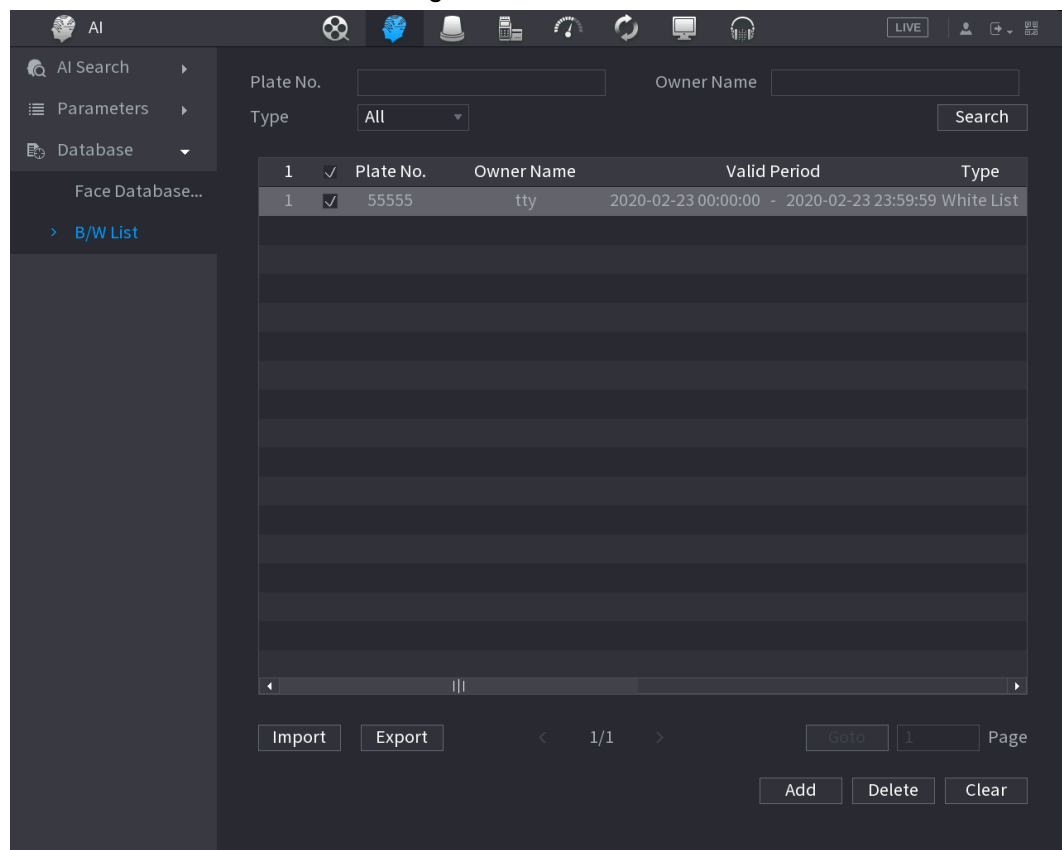 AI
LIVE
AI Search
Parameters
Database
Face Database...
B/W List
Plate No.
Owner Name
Type
All
Search
1 Plate No. Owner Name Valid Period Type
1 55555 tty 2020-02-23 00:00:00 - 2020-02-23 23:59:59 White List
Import Export < 1/1 > Goto 1 Page
Add Delete Clear